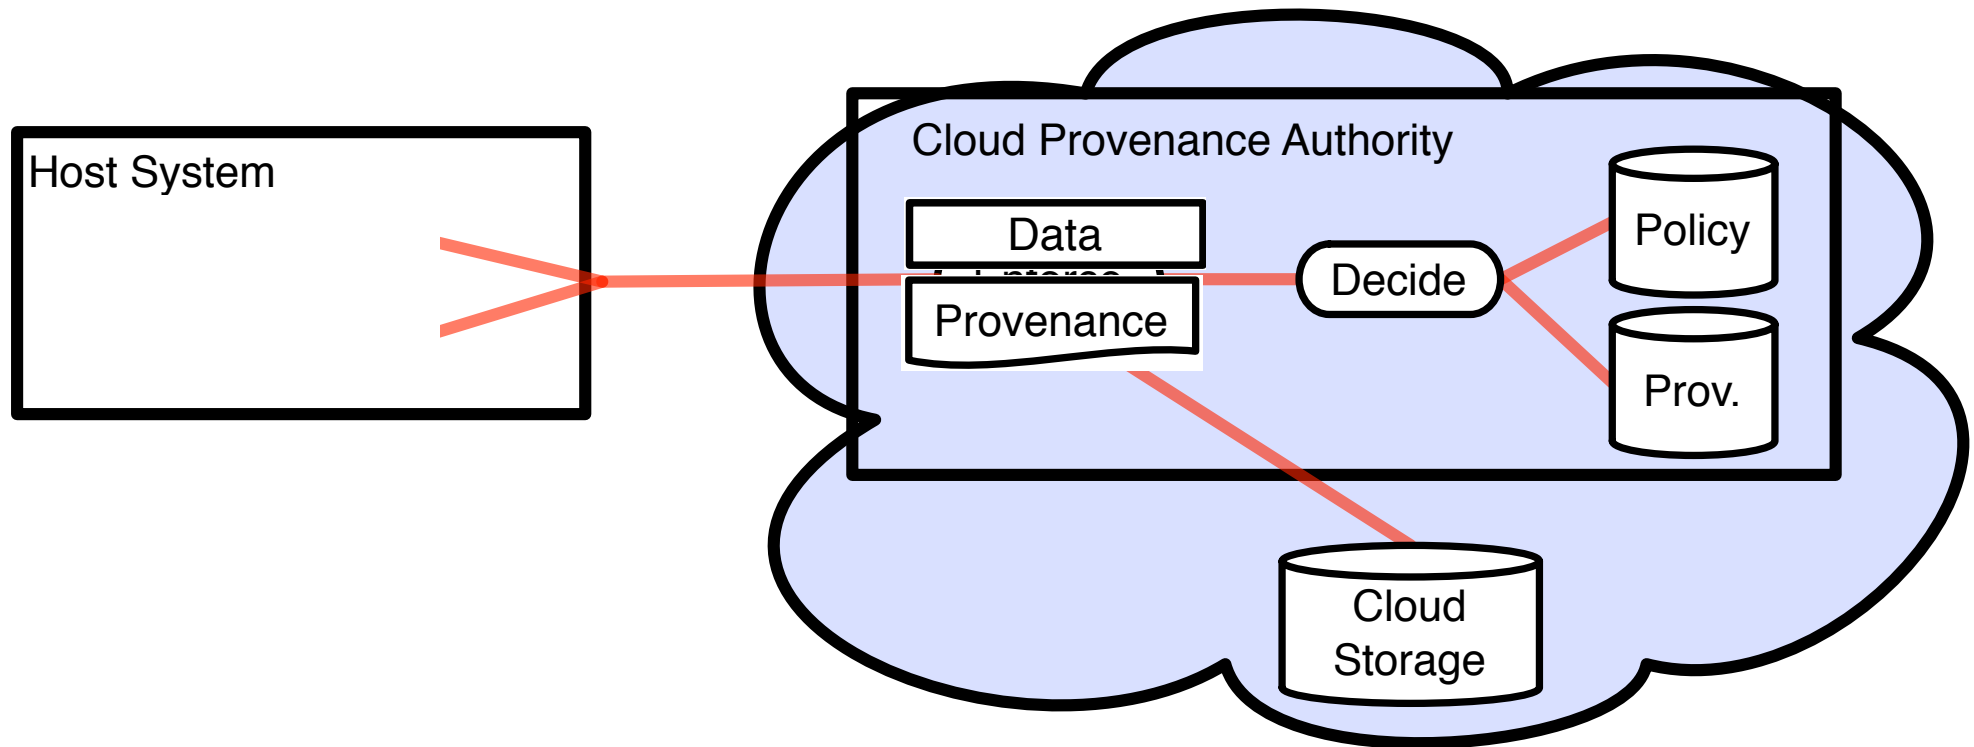 Host System
Cloud Provenance Authority
Data
Provenance
Decide
Policy
Prov.
Cloud
Storage